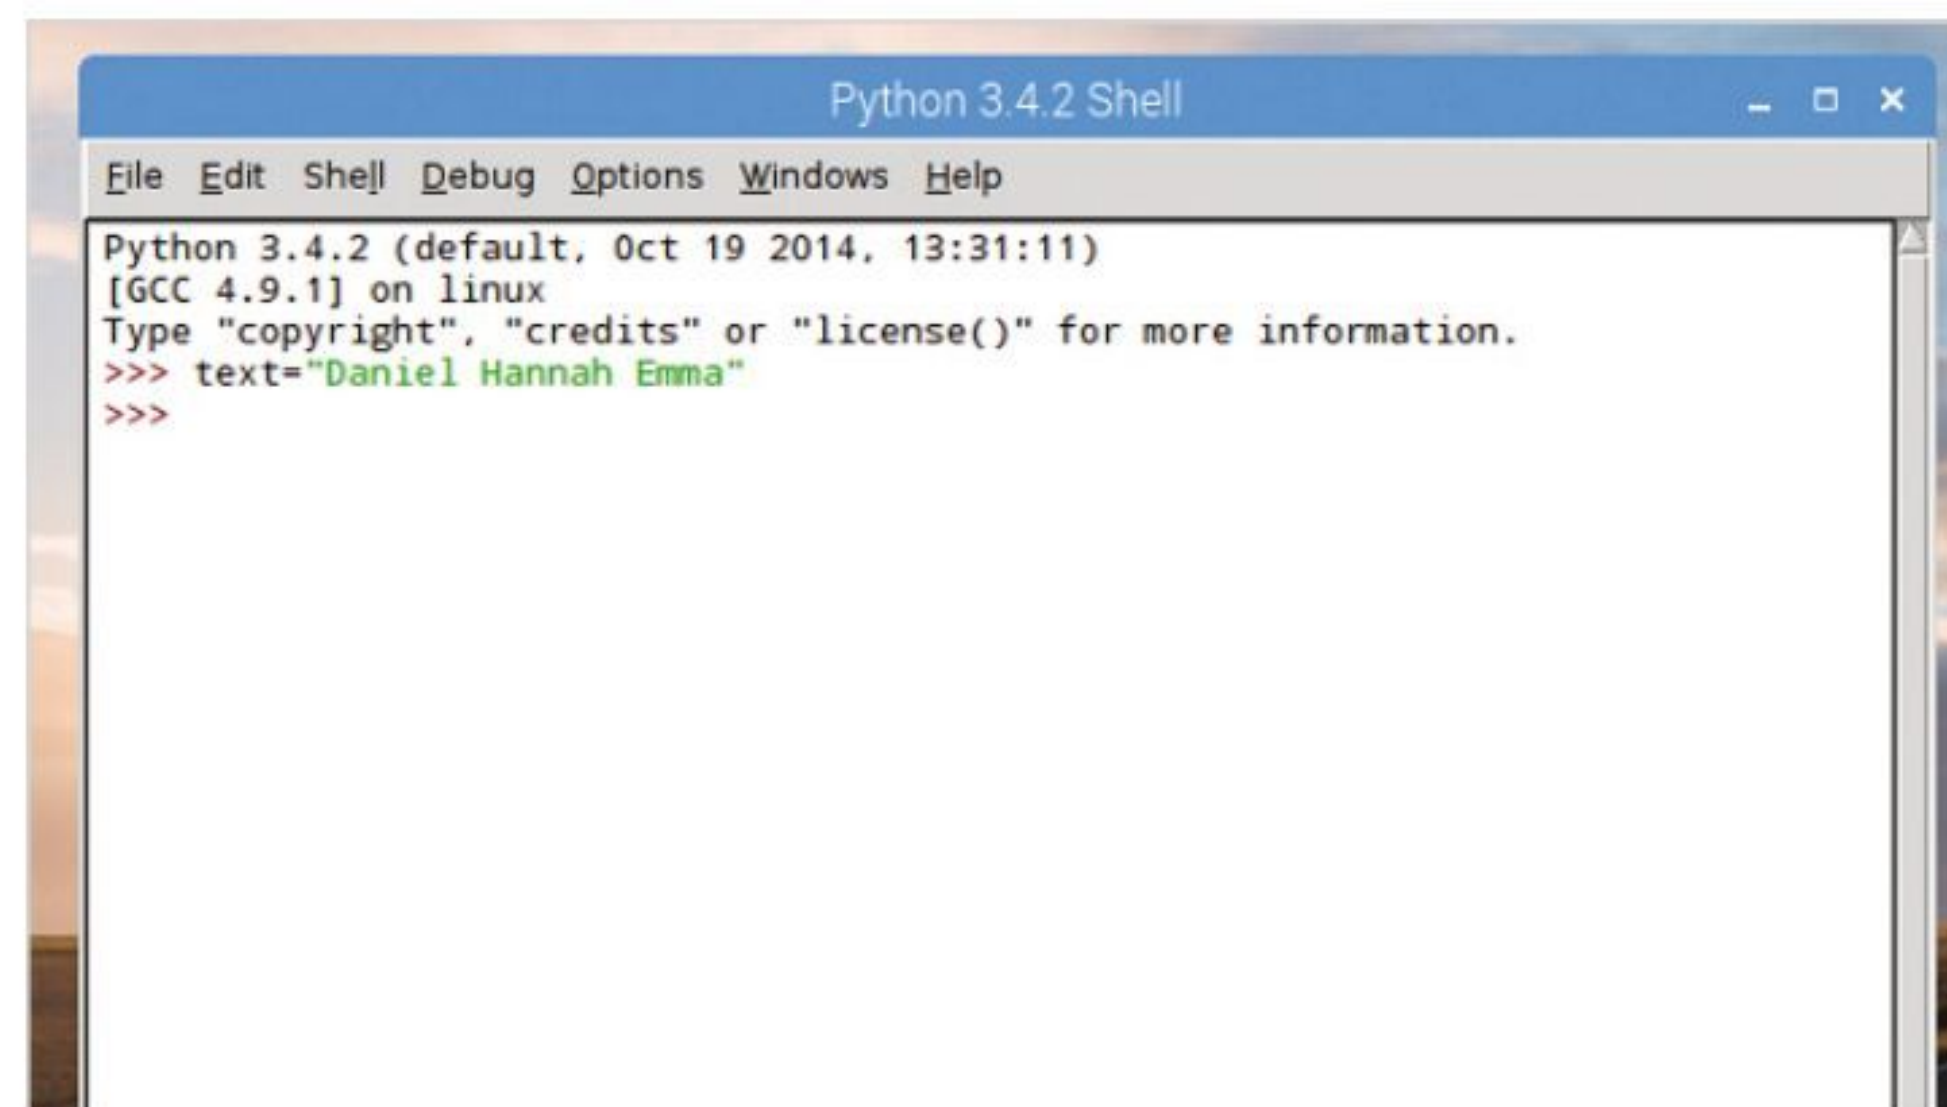 Python 3.4.2 Shell
File Edit Shell Debug Options Windows Help
Python 3.4.2 (default, Oct 19 2014, 13:31:11)
[GCC 4.9.1] on linux
Type "copyright", "credits" or "license()" for more information.
>>> text="Daniel Hannah Emma"
>>>